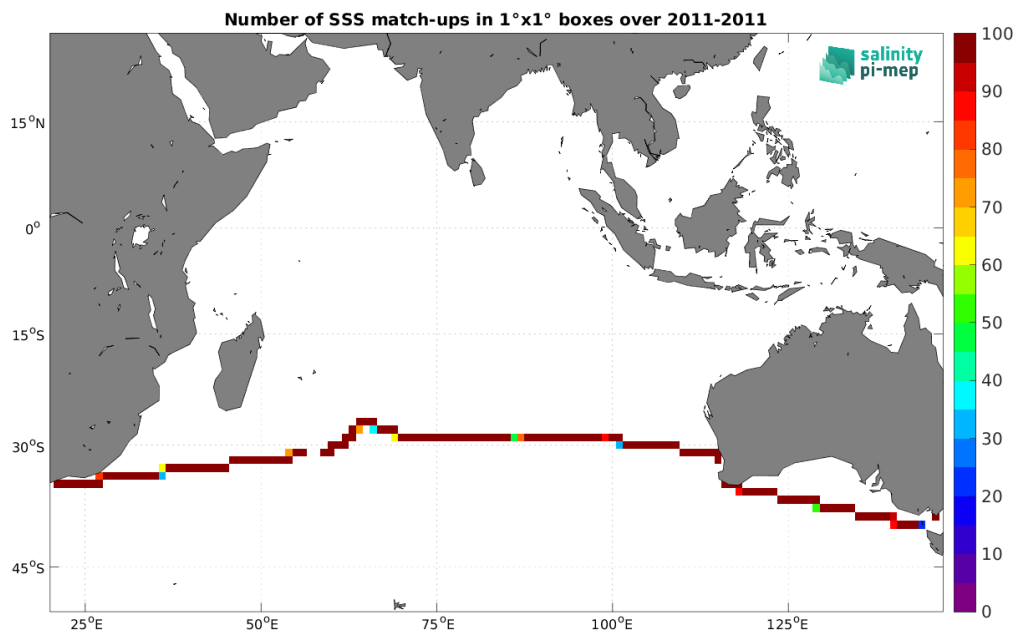 Number of SSS match-ups in 1°x1° boxes over 2011-2011
salinity
pi-mep
15°N
0°
15°S
30°S
45°S
25°E
50°E
75°E
100°E
125°E
100
90
80
70
60
50
40
30
20
10
0